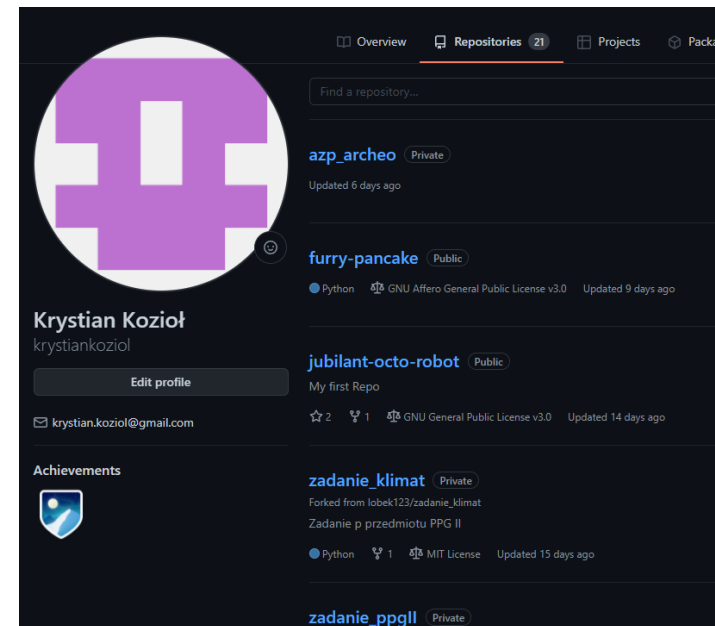 Overview Repositories 21 Projects
Find a repository...
azp_archeo Private
Updated 6 days ago
furry-pancake Public
Python GNU Affero General Public License v3.0 Updated 9 days ago
Krystian Kozioł
krystiankoziol
Edit profile
krystian.koziol@gmail.com
Achievements
jubilant-octo-robot Public
My first Repo
2 1 GNU General Public License v3.0 Updated 14 days ago
zadanie_klimat Private
Forked from lobek123/zadanie_klimat
Zadanie p przedmiotu PPG II
Python 1 MIT License Updated 15 days ago
zadanie_ppgII Private